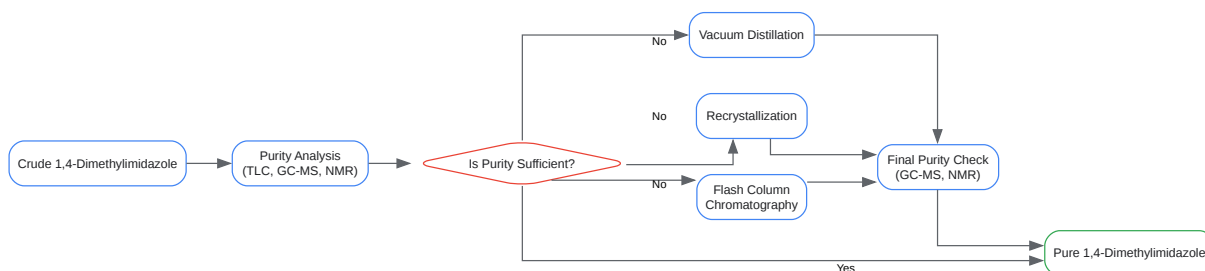 No
Vacuum Distillation
No
Recrystallization
Crude 1,4-Dimethylimidazole
Purity Analysis
(TLC, GC-MS, NMR)
Is Purity Sufficient?
Final Purity Check
(GC-MS, NMR)
No
Flash Column
Chromatography
Pure 1,4-Dimethylimidazole
Yes